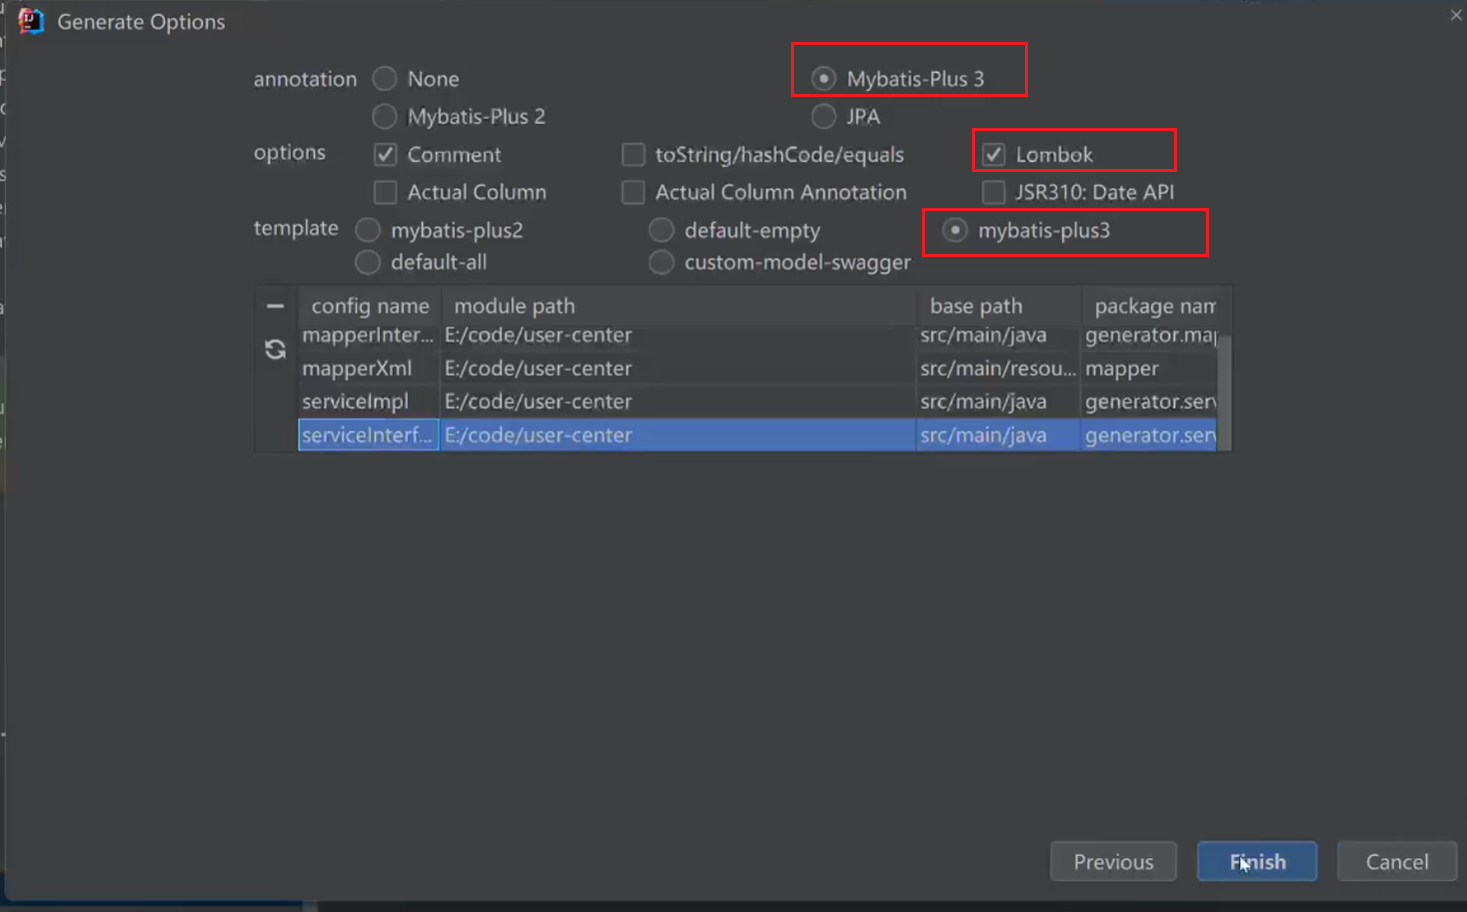 Generate Options
annotation None Mybatis-Plus 3
Mybatis-Plus 2 JPA
options Comment toString/hashCode/equals Lombok
Actual Column Actual Column Annotation JSR310: Date API
template mybatis-plus2 default-empty mybatis-plus3
default-all custom-model-swagger
config name module path base path package nam
mapperInter... E:/code/user-center src/main/java generator.map
mapperXml E:/code/user-center src/main/resou... mapper
serviceImpl E:/code/user-center src/main/java generator.serv
serviceInterf... E:/code/user-center src/main/java generator.serv
Previous Finish Cancel